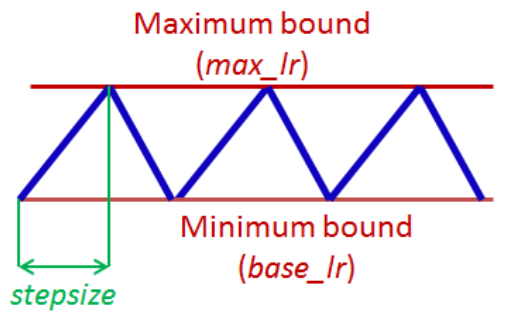 Maximum bound
(max_lr)
Minimum bound
(base_lr)
stepsize